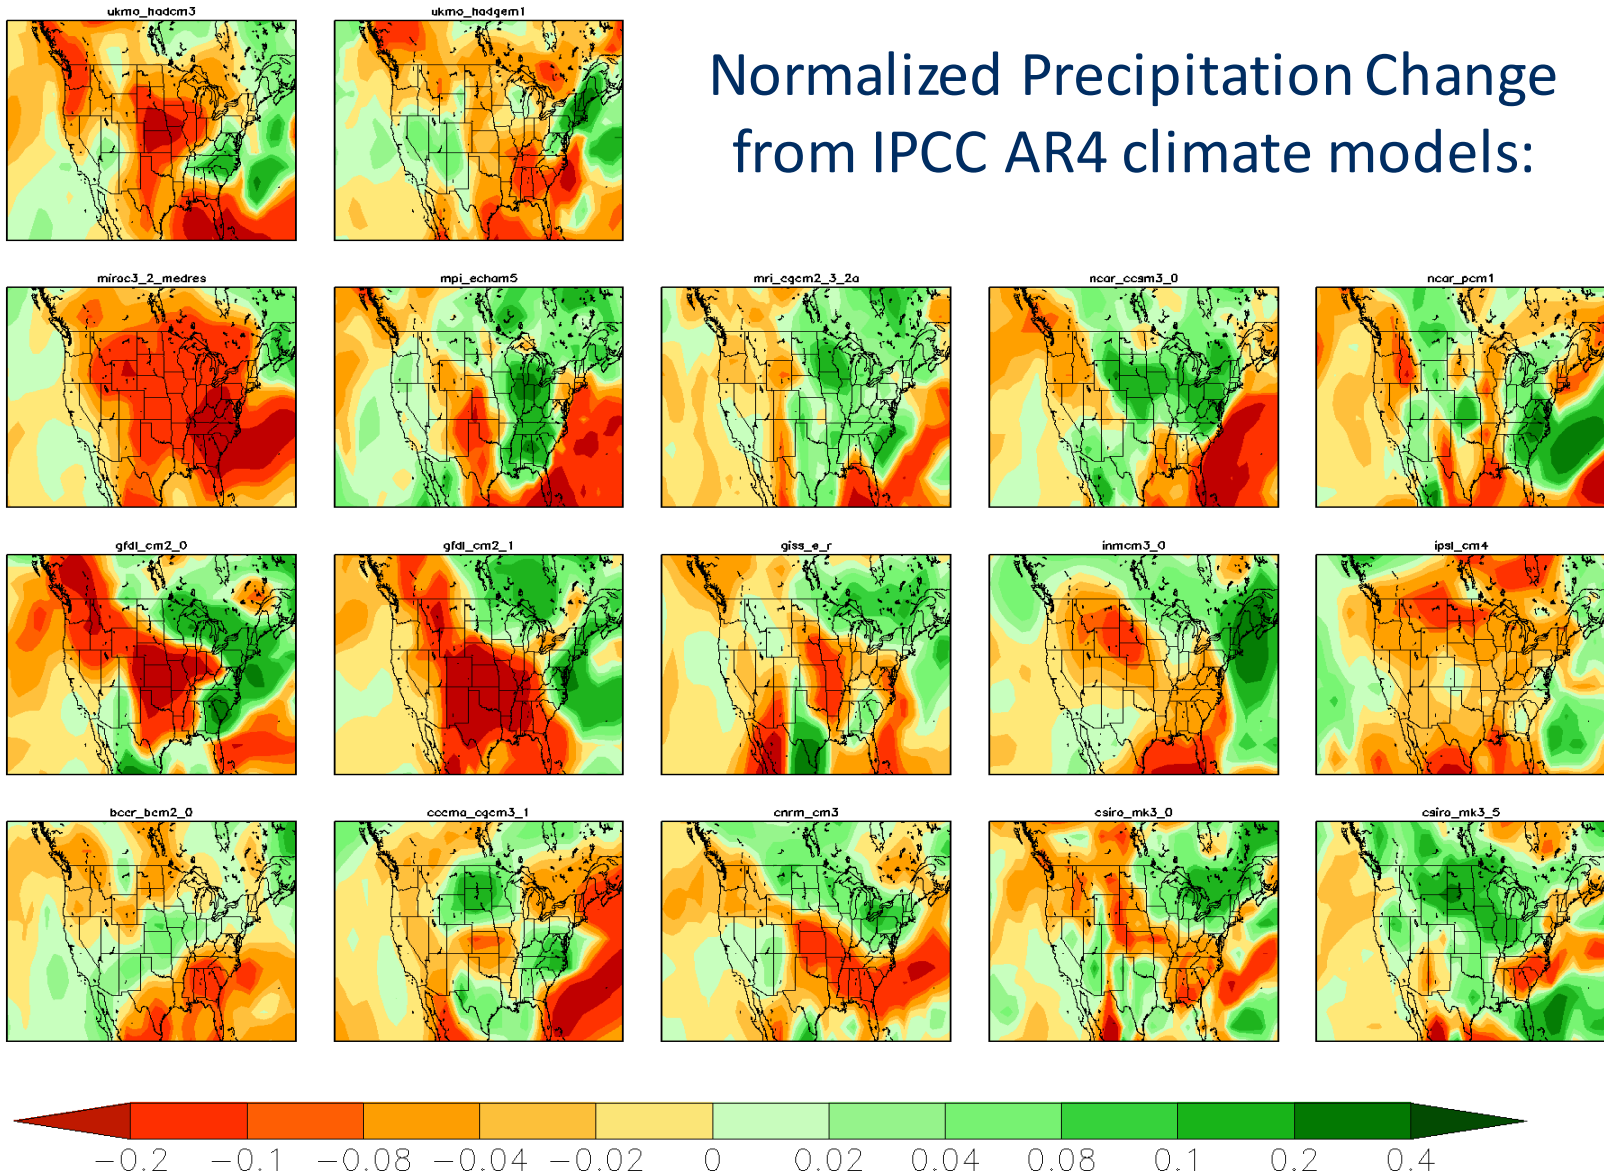 ukmo_hadcm3
ukmo_hadgem1
Normalized Precipitation Change
from IPCC AR4 climate models:
miroc3_2_medres
mpi_echam5
mri_cgcm2_3_2a
ncar_ccsm3_0
ncar_pcm1
gfdl_cm2_0
gfdl_cm2_1
giss_e_r
inmcm3_0
ipsl_cm4
bccr_bcm2_0
cccma_cgcm3_1
cnrm_cm3
csiro_mk3_0
csiro_mk3_5
−0.2 −0.1 −0.08 −0.04 −0.02 0 0.02 0.04 0.08 0.1 0.2 0.4